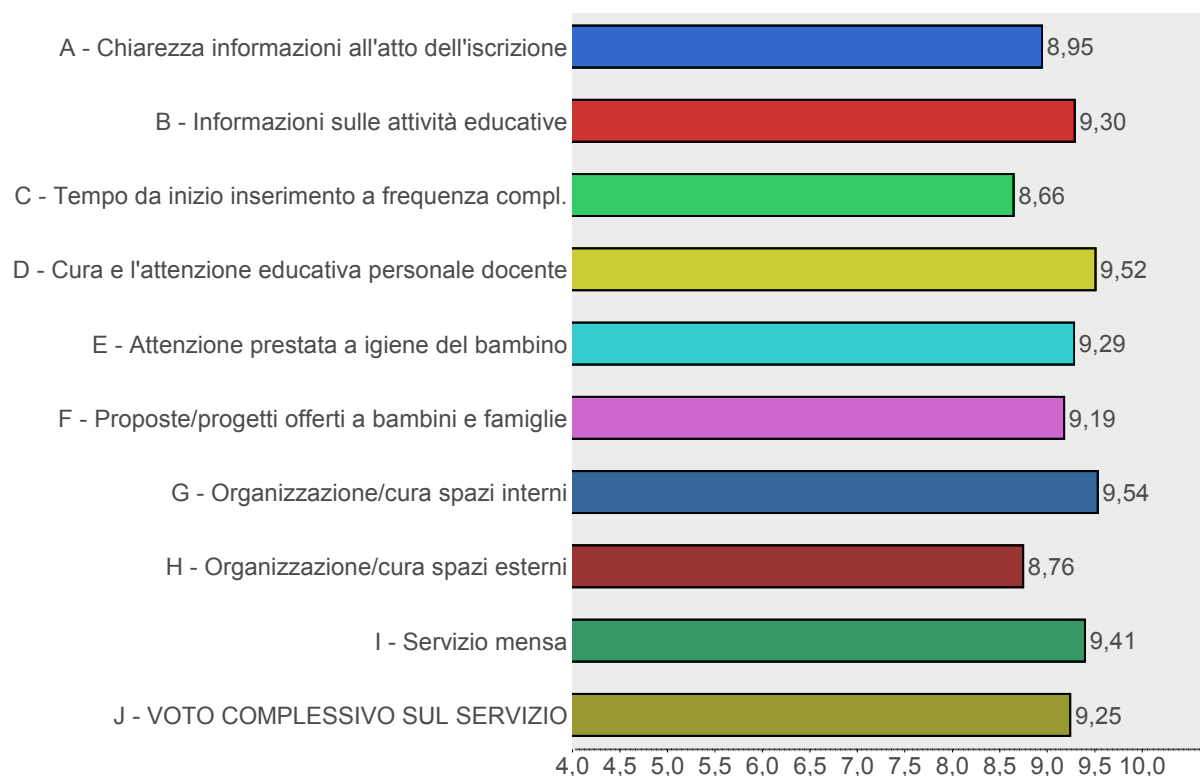 A - Chiarezza informazioni all'atto dell'iscrizione 8,95
B - Informazioni sulle attività educative 9,30
C - Tempo da inizio inserimento a frequenza compl. 8,66
D - Cura e l'attenzione educativa personale docente 9,52
E - Attenzione prestata a igiene del bambino 9,29
F - Proposte/progetti offerti a bambini e famiglie 9,19
G - Organizzazione/cura spazi interni 9,54
H - Organizzazione/cura spazi esterni 8,76
I - Servizio mensa 9,41
J - VOTO COMPLESSIVO SUL SERVIZIO 9,25
4,0 4,5 5,0 5,5 6,0 6,5 7,0 7,5 8,0 8,5 9,0 9,5 10,0